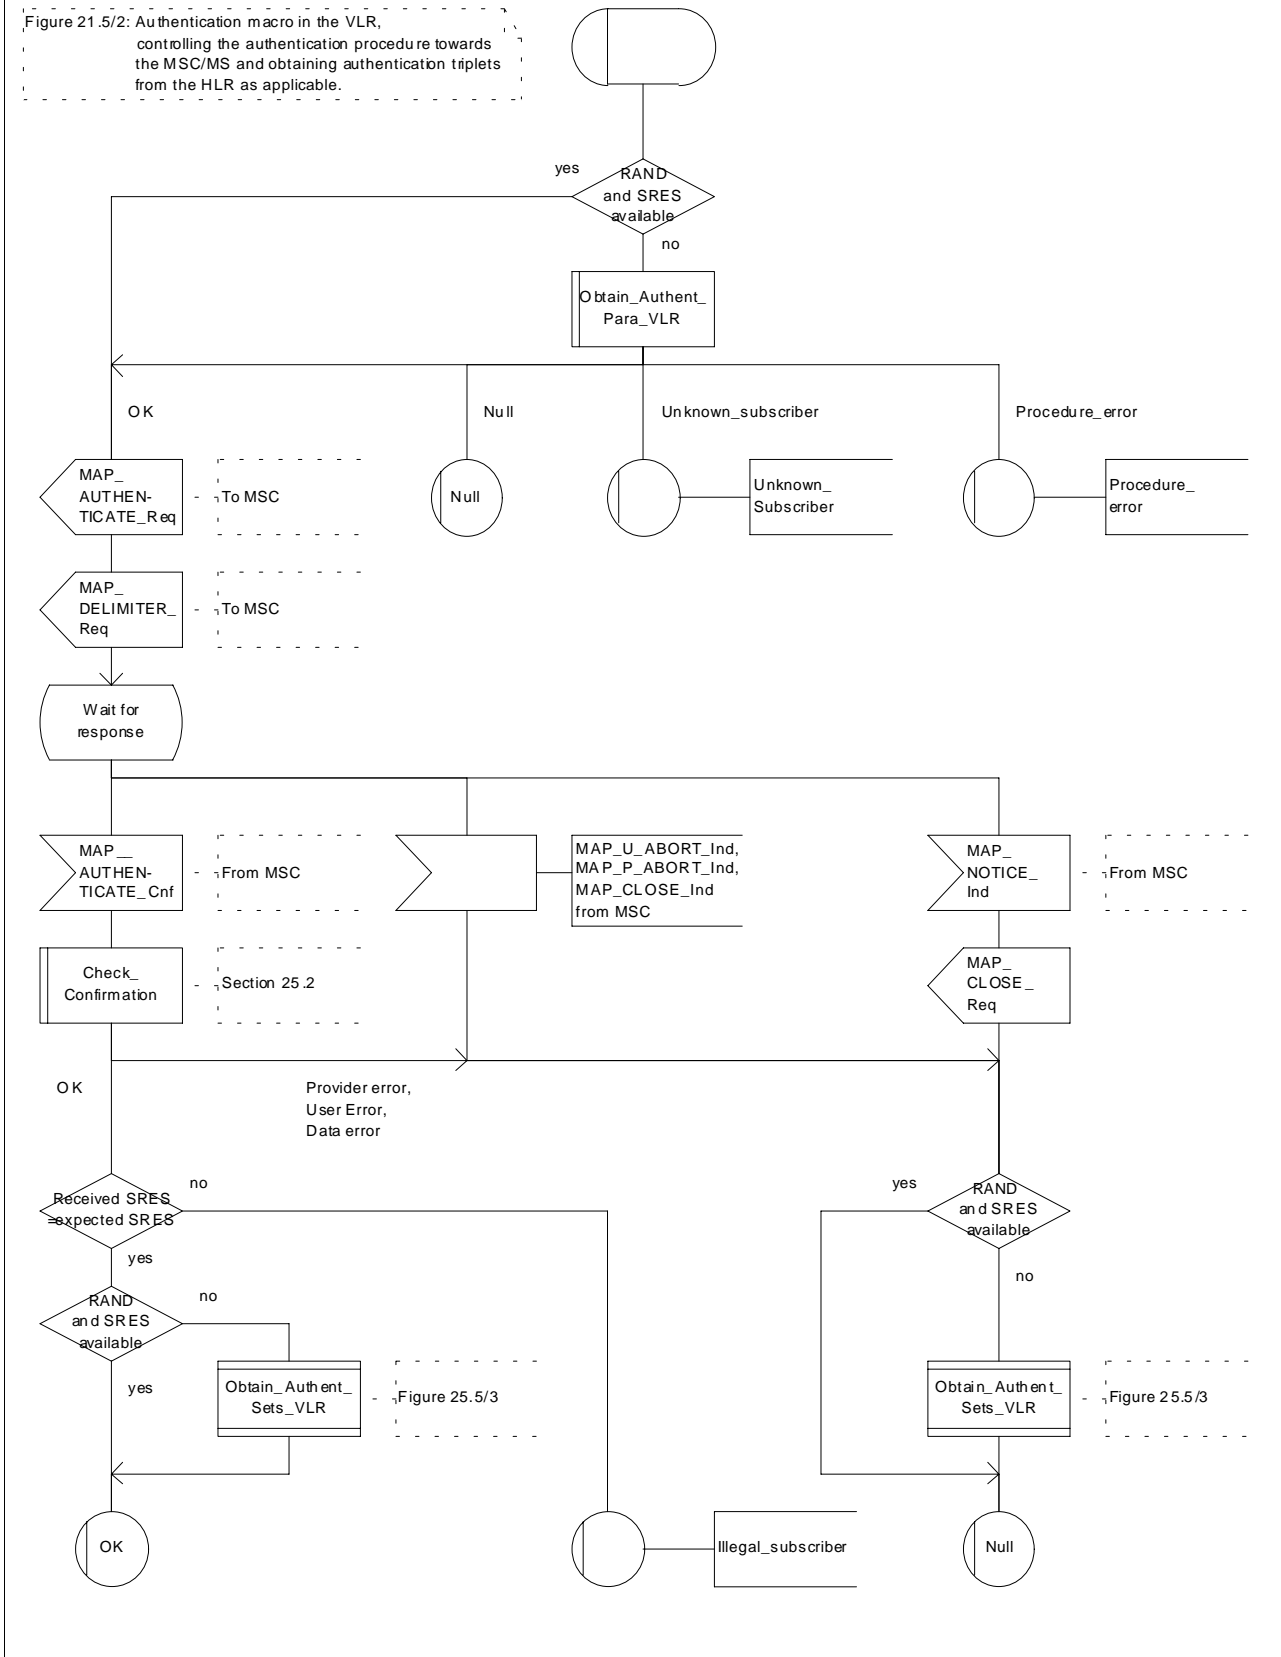 Figure 21.5/2: Authentication macro in the VLR,
controlling the authentication procedure towards
the MSC/MS and obtaining authentication triplets
from the HLR as applicable.
yes
RAND
and SRES
available
no
Obtain_Authent_
Para_VLR
OK
Null
Unknown_subscriber
Procedure_error
MAP_
AUTHEN-
TICATE_Req
To MSC
Null
Unknown_
Subscriber
Procedure_
error
MAP_
DELIMITER_
Req
To MSC
Wait for
response
MAP__
AUTHEN-
TICATE_Cnf
From MSC
MAP_U_ABORT_Ind,
MAP_P_ABORT_Ind,
MAP_CLOSE_Ind
from MSC
MAP_
NOTICE_
Ind
From MSC
Check_
Confirmation
Section 25.2
MAP_
CLOSE_
Req
OK
Provider error,
User Error,
Data error
Received SRES
=expected SRES
no
yes
yes
RAND
and SRES
available
no
RAND
and SRES
available
no
yes
Obtain_Authent_
Sets_VLR
Figure 25.5/3
Obtain_Authent_
Sets_VLR
Figure 25.5/3
OK
Illegal_subscriber
Null